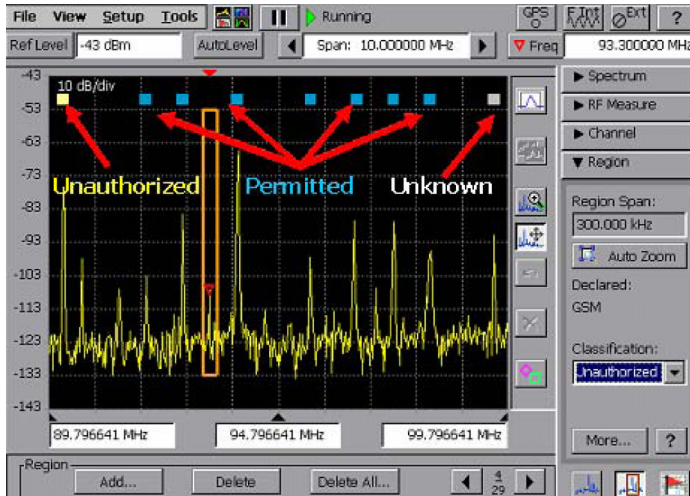 File View Setup Tools Running GPS F.Int Ext ?
Ref Level -43 dBm AutoLevel Span: 10.000000 MHz Freq 93.300000 MHz
-43
10 dB/div
-53
-63
-73
-83
-93
-103
-113
-123
-133
-143
Unauthorized Permitted Unknown
89.796641 MHz 94.796641 MHz 99.796641 MHz
Region
Add... Delete Delete All... 4
29
Spectrum
RF Measure
Channel
Region
Region Span:
300.000 kHz
Auto Zoom
Declared:
GSM
Classification:
Unauthorized
More... ?